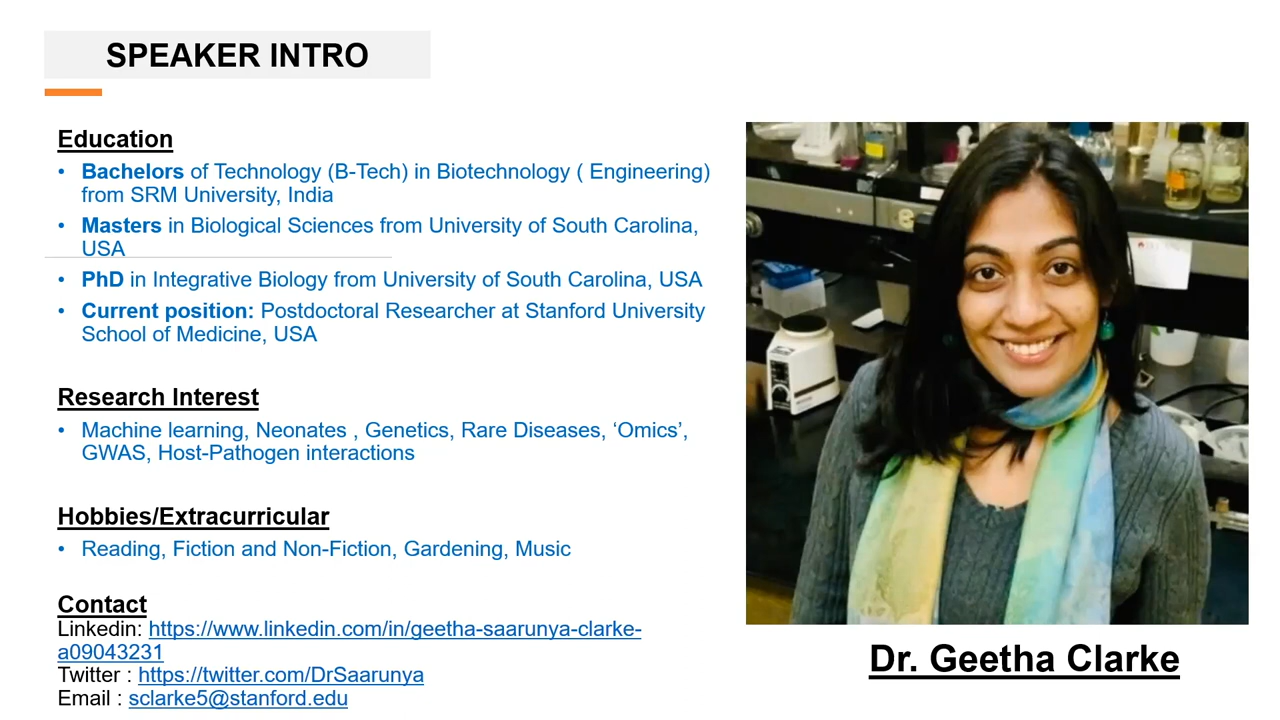 SPEAKER INTRO
Education
• Bachelors of Technology (B-Tech) in Biotechnology ( Engineering)
from SRM University, India
• Masters in Biological Sciences from University of South Carolina,
USA
• PhD in Integrative Biology from University of South Carolina, USA
• Current position: Postdoctoral Researcher at Stanford University
School of Medicine, USA
Research Interest
• Machine learning, Neonates , Genetics, Rare Diseases, ‘Omics’,
GWAS, Host-Pathogen interactions
Hobbies/Extracurricular
• Reading, Fiction and Non-Fiction, Gardening, Music
Contact
Linkedin: https://www.linkedin.com/in/geetha-saarunya-clarke-
a09043231
Twitter : https://twitter.com/DrSaarunya
Email : sclarke5@stanford.edu
Dr. Geetha Clarke